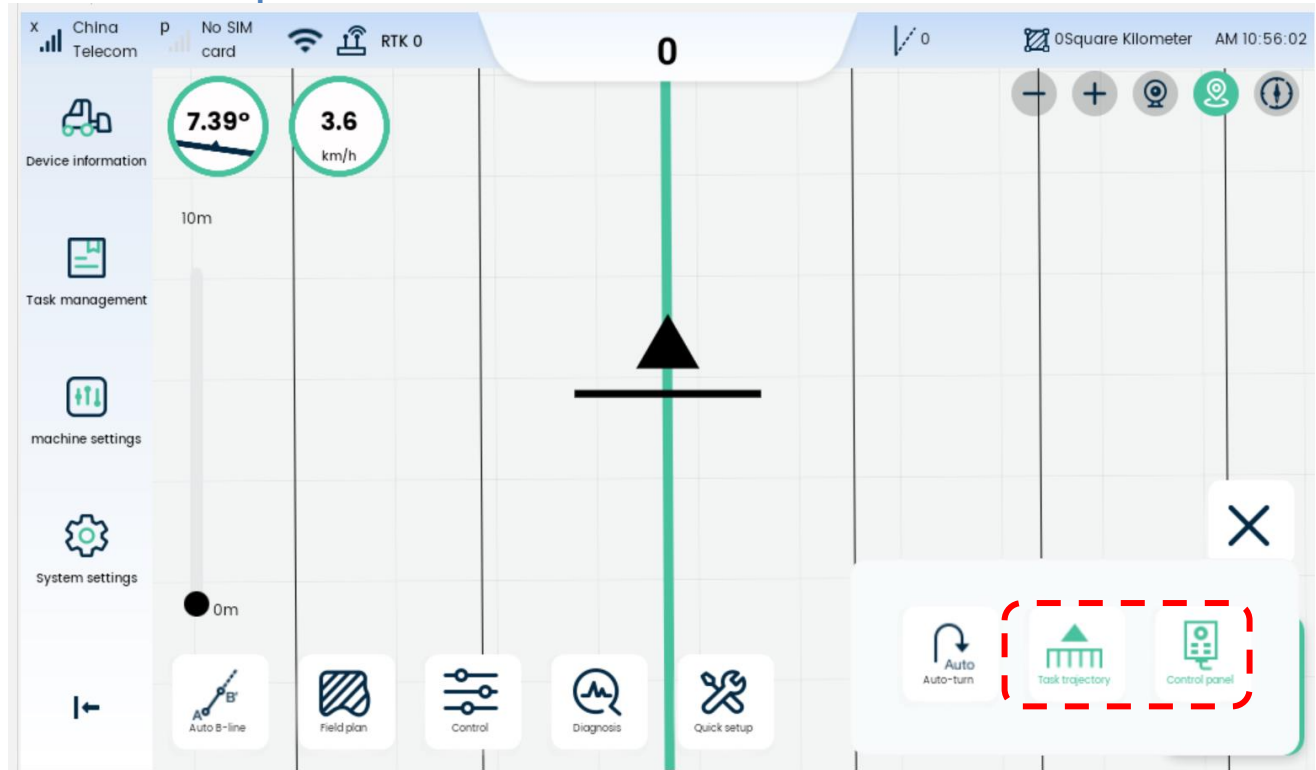 x China Telecom
P No SIM card
RTK 0
0
0
0Square Kilometer
AM 10:56:02
7.39°
3.6
km/h
Device information
10m
Task management
machine settings
System settings
0m
A B'
Auto B-line
Field plan
Control
Diagnosis
Quick setup
Auto
Auto-turn
Task trajectory
Control panel